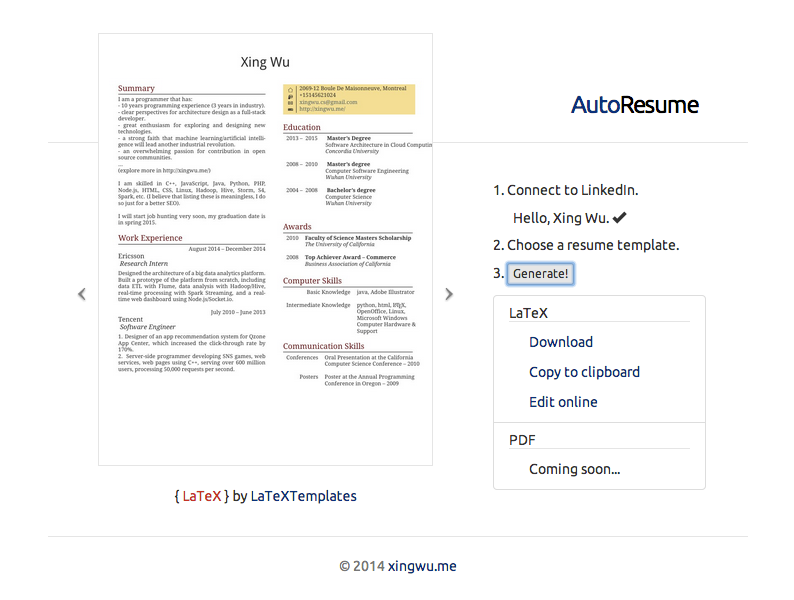 Xing Wu
Summary
I am a programmer that has:
- 10 years programming experience (3 years in industry).
- clear perspectives for architecture design as a full-stack
developer.
- great enthusiasm for exploring and designing new
technologies.
- a strong faith that machine learning/artificial intelli-
gence will lead another industrial revolution.
- an overwhelming passion for contribution in open
source communities.
...
(explore more in http://xingwu.me/)
I am skilled in C++, JavaScript, Java, Python, PHP,
Node.js, HTML, CSS, Linux, Hadoop, Hive, Storm, S4,
Spark, etc. (I believe that listing these is meaningless, I do
so just for a better SEO).
I will start job hunting very soon, my graduation date is
in spring 2015.
Work Experience
August 2014 – December 2014
Ericsson
Research Intern
Designed the architecture of a big data analytics platform.
Built a prototype of the platform from scratch, including
data ETL with Flume, data analysis with Hadoop/Hive,
real-time processing with Spark Streaming, and a real-
time web dashboard using Node.js/Socket.io.
July 2010 – June 2013
Tencent
Software Engineer
1. Designer of an app recommendation system for Qzone
App Center, which increased the click-through rate by
170%.
2. Server-side programmer developing SNS games, web
services, web pages using C++, serving over 600 million
users, processing 50,000 requests per second.
2069-12 Boule De Maisonneuve, Montreal
+15145623024
xingwu.cs@gmail.com
http://xingwu.me/
Education
2013 – 2015 Master's Degree
Software Architecture in Cloud Computin
Concordia University
2008 – 2010 Master's degree
Computer Software Engineering
Wuhan University
2004 – 2008 Bachelor's degree
Computer Science
Wuhan University
Awards
2010 Faculty of Science Masters Scholarship
The University of California
2008 Top Achiever Award – Commerce
Business Association of California
Computer Skills
Basic Knowledge java, Adobe Illustrator
Intermediate Knowledge python, html, LATEX,
OpenOffice, Linux,
Microsoft Windows
Computer Hardware &
Support
Communication Skills
Conferences Oral Presentation at the California
Computer Science Conference – 2010
Posters Poster at the Annual Programming
Conference in Oregon – 2009
{ LaTeX } by LaTeXTemplates
AutoResume
1. Connect to LinkedIn.
Hello, Xing Wu. ✔
2. Choose a resume template.
3. Generate!
LaTeX
Download
Copy to clipboard
Edit online
PDF
Coming soon...
© 2014 xingwu.me